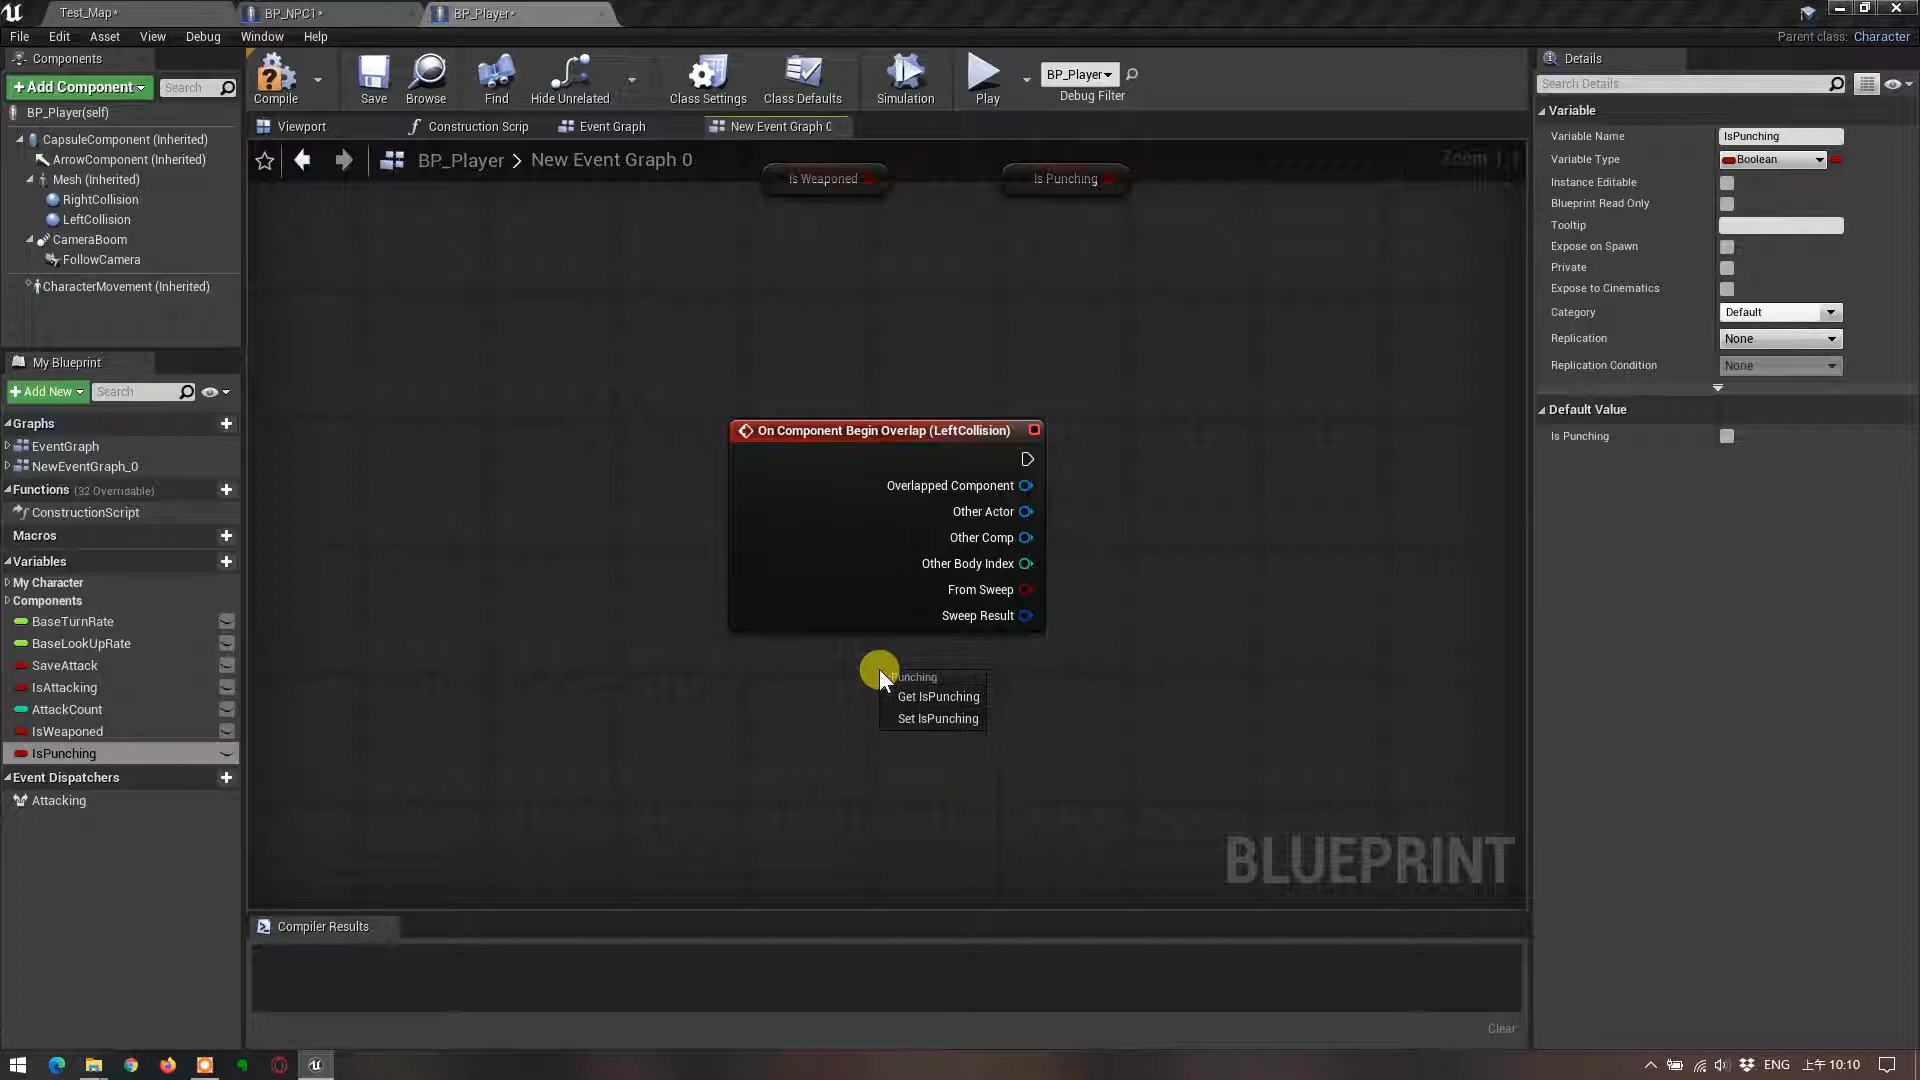 Test_Map*
BP_NPC1*
BP_Player*
File
Edit
Asset
View
Debug
Window
Help
Parent class: Character
Components
+Add Component
Search
BP_Player(self)
CapsuleComponent (Inherited)
ArrowComponent (Inherited)
Mesh (Inherited)
RightCollision
LeftCollision
CameraBoom
FollowCamera
CharacterMovement (Inherited)
My Blueprint
+Add New
Search
Graphs
EventGraph
NewEventGraph_0
Functions (32 Overridable)
ConstructionScript
Macros
Variables
My Character
Components
BaseTurnRate
BaseLookUpRate
SaveAttack
IsAttacking
AttackCount
IsWeaponed
IsPunching
Event Dispatchers
Attacking
Compile
Save
Browse
Find
Hide Unrelated
Class Settings
Class Defaults
Simulation
Play
BP_Player
Debug Filter
Viewport
Construction Scrip
Event Graph
New Event Graph 0
BP_Player > New Event Graph 0
Zoom
Is Weaponed
Is Punching
On Component Begin Overlap (LeftCollision)
Overlapped Component
Other Actor
Other Comp
Other Body Index
From Sweep
Sweep Result
Punching
Get IsPunching
Set IsPunching
BLUEPRINT
Compiler Results
Clear
Details
Search Details
Variable
Variable Name
IsPunching
Variable Type
Boolean
Instance Editable
Blueprint Read Only
Tooltip
Expose on Spawn
Private
Expose to Cinematics
Category
Default
Replication
None
Replication Condition
None
Default Value
Is Punching
ENG
上午 10:10